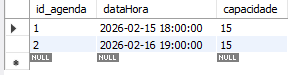 id_agenda dataHora capacidade
1 2026-02-15 18:00:00 15
2 2026-02-16 19:00:00 15
NULL NULL NULL